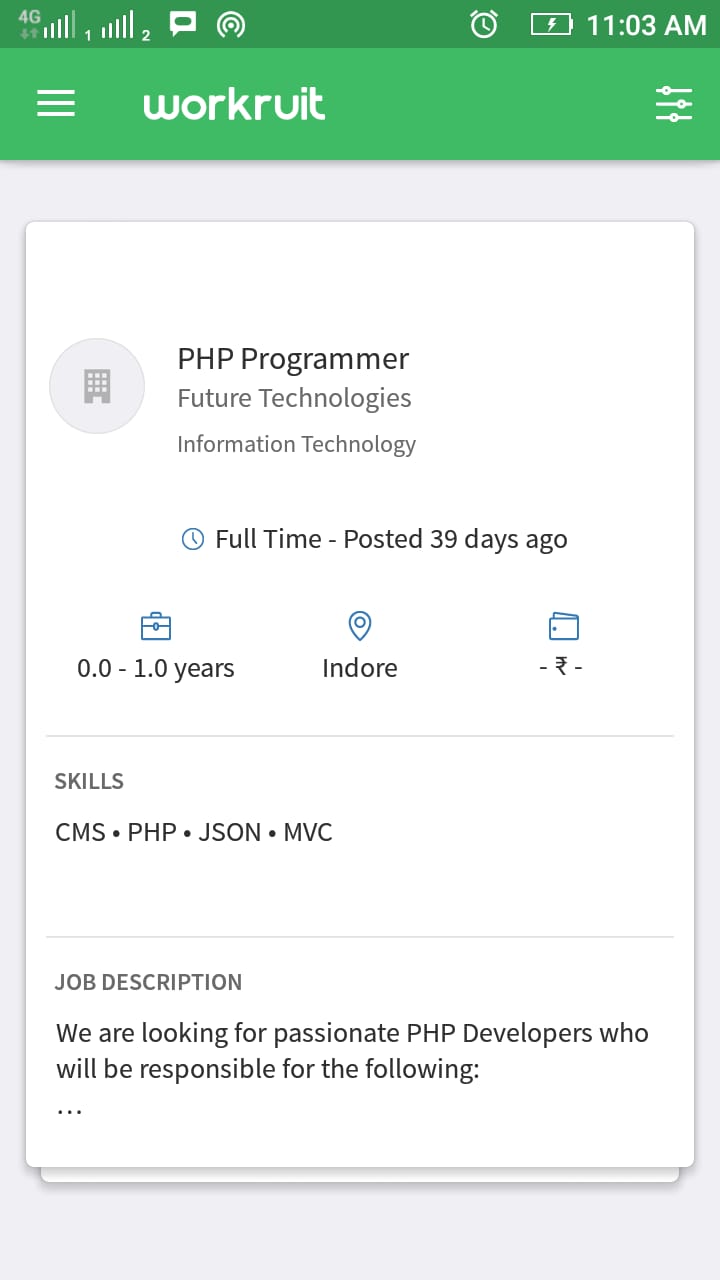 4G 1 2 11:03 AM
workruit
PHP Programmer
Future Technologies
Information Technology
Full Time - Posted 39 days ago
0.0 - 1.0 years Indore - ₹ -
SKILLS
CMS • PHP • JSON • MVC
JOB DESCRIPTION
We are looking for passionate PHP Developers who
will be responsible for the following:
...